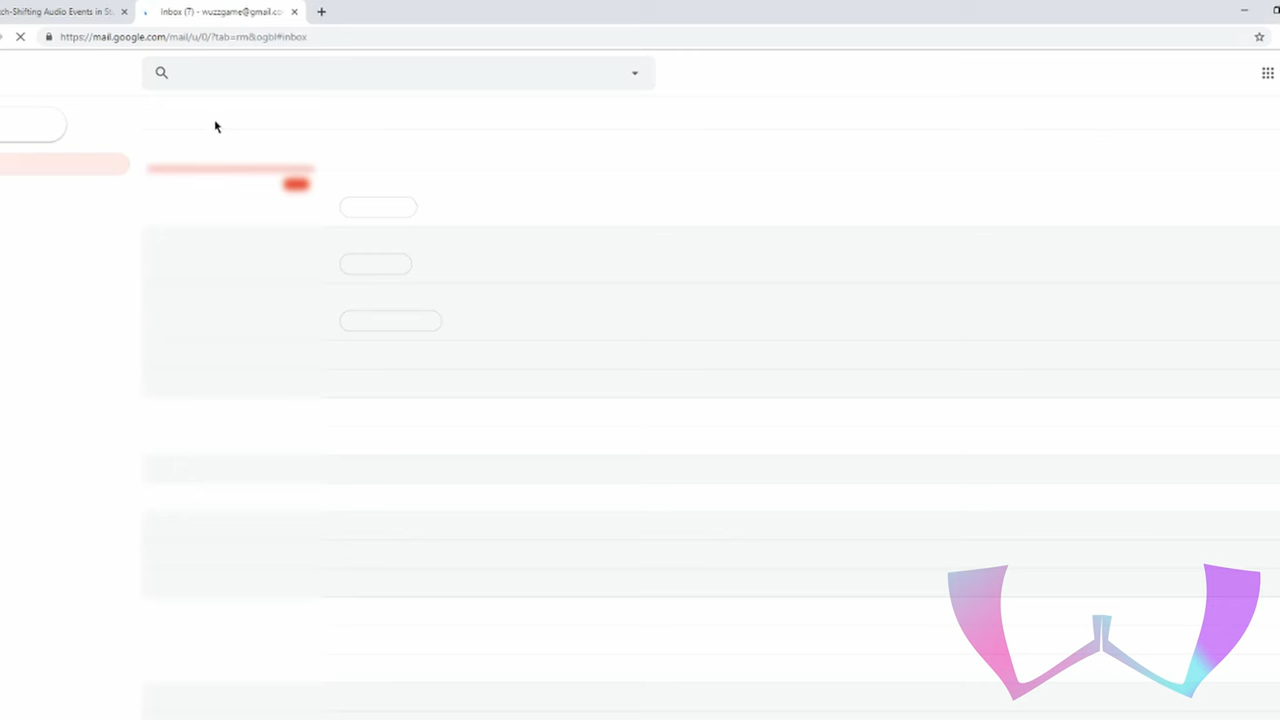 tch-Shifting Audio Events in St
Inbox (7) - wuzzgame@gmail.co
https://mail.google.com/mail/u/0/?tab=rm&ogbl#inbox